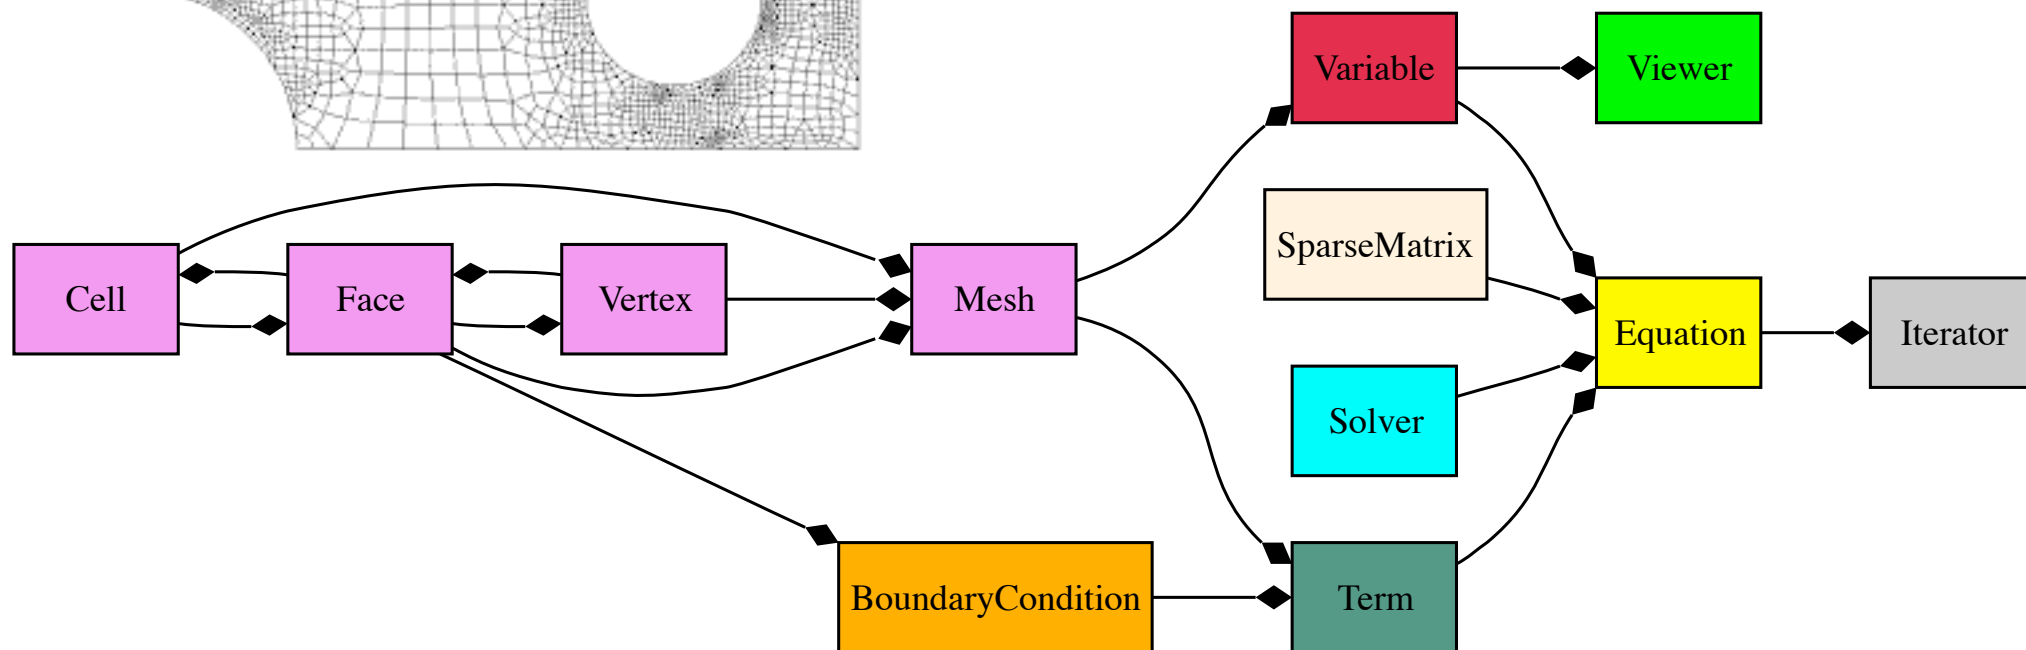 Variable
Viewer
SparseMatrix
Cell
Face
Vertex
Mesh
Equation
Iterator
Solver
BoundaryCondition
Term